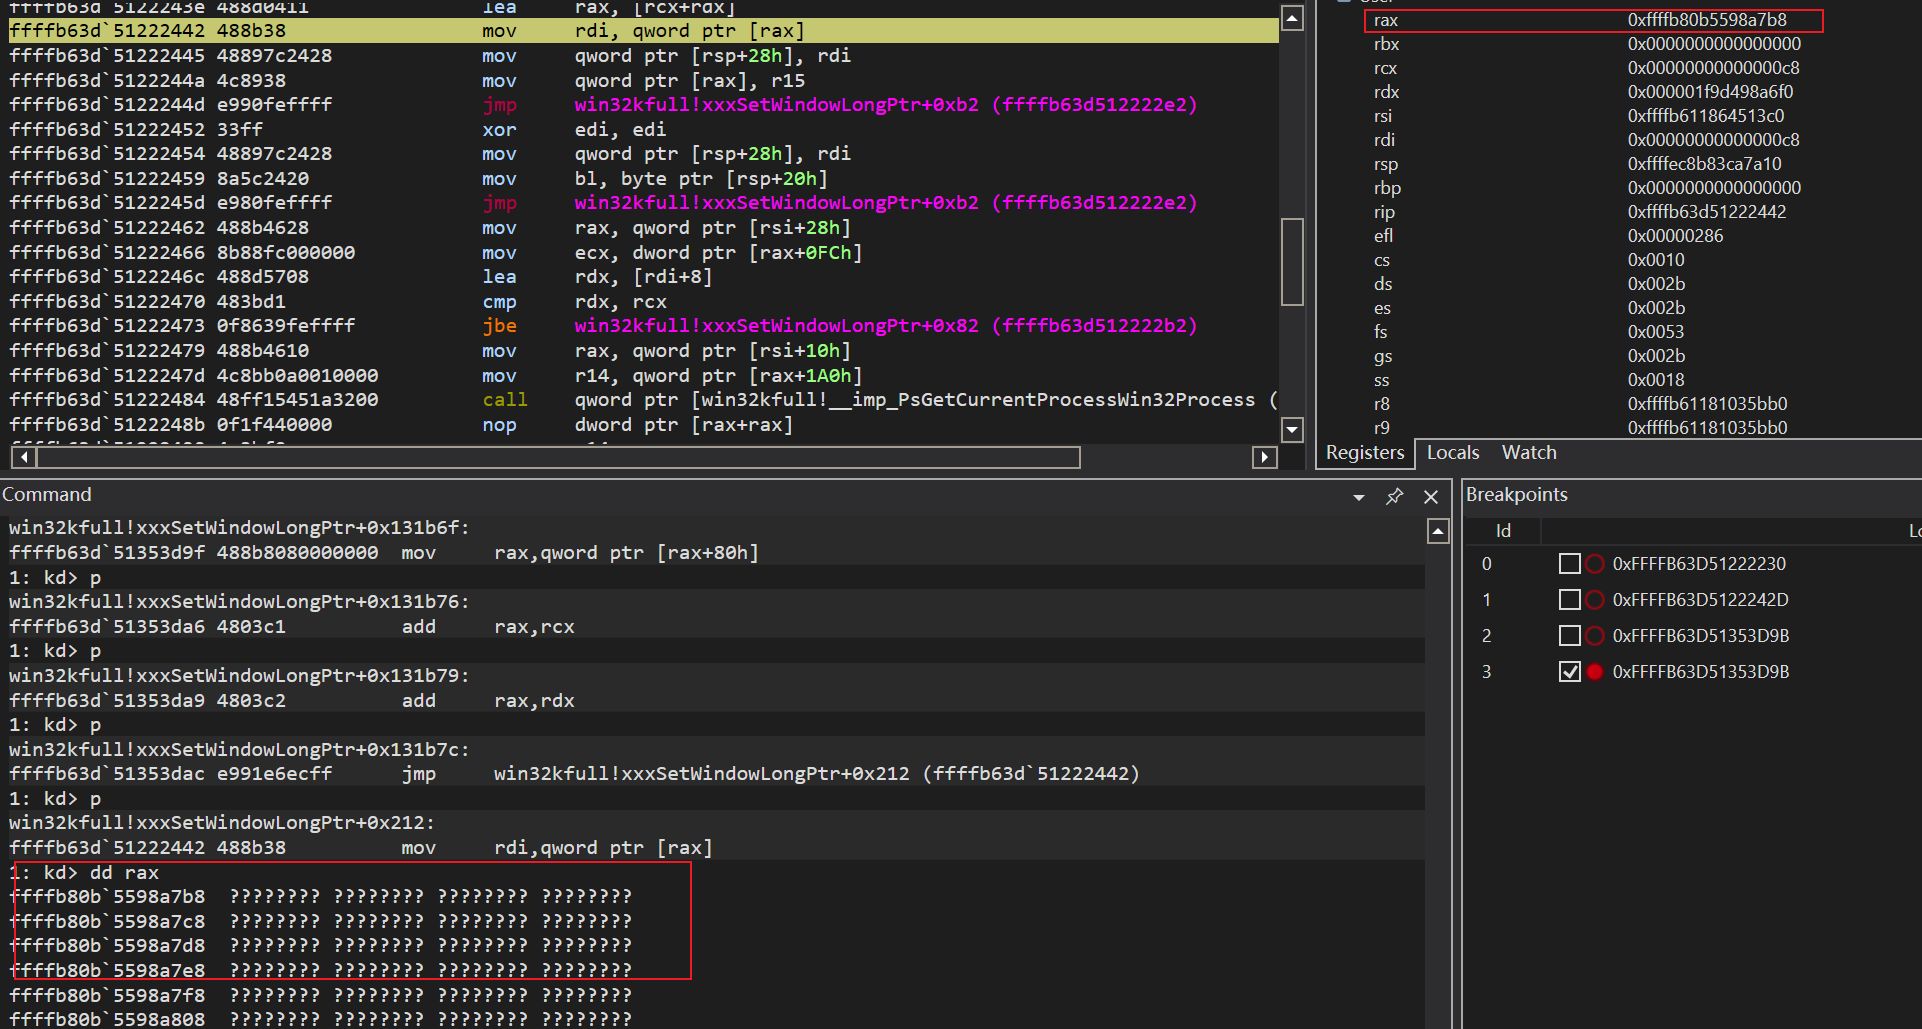 ffffb63d`5122243e 488d0411 lea rax, [rcx+rdx]
ffffb63d`51222442 488b38 mov rdi, qword ptr [rax]
ffffb63d`51222445 48897c2428 mov qword ptr [rsp+28h], rdi
ffffb63d`5122244a 4c8938 mov qword ptr [rax], r15
ffffb63d`5122244d e990feffff jmp win32kfull!xxxSetWindowLongPtr+0xb2 (ffffb63d512222e2)
ffffb63d`51222452 33ff xor edi, edi
ffffb63d`51222454 48897c2428 mov qword ptr [rsp+28h], rdi
ffffb63d`51222459 8a5c2420 mov bl, byte ptr [rsp+20h]
ffffb63d`5122245d e980feffff jmp win32kfull!xxxSetWindowLongPtr+0xb2 (ffffb63d512222e2)
ffffb63d`51222462 488b4628 mov rax, qword ptr [rsi+28h]
ffffb63d`51222466 8b88fc000000 mov ecx, dword ptr [rax+0FCh]
ffffb63d`5122246c 488d5708 lea rdx, [rdi+8]
ffffb63d`51222470 483bd1 cmp rdx, rcx
ffffb63d`51222473 0f8639feffff jbe win32kfull!xxxSetWindowLongPtr+0x82 (ffffb63d512222b2)
ffffb63d`51222479 488b4610 mov rax, qword ptr [rsi+10h]
ffffb63d`5122247d 4c8bb0a0010000 mov r14, qword ptr [rax+1A0h]
ffffb63d`51222484 48ff15451a3200 call qword ptr [win32kfull!__imp_PsGetCurrentProcessWin32Process (
ffffb63d`5122248b 0f1f440000 nop dword ptr [rax+rax]
User
rax 0xffffb80b5598a7b8
rbx 0x0000000000000000
rcx 0x00000000000000c8
rdx 0x000001f9d498a6f0
rsi 0xffffb611864513c0
rdi 0x00000000000000c8
rsp 0xffffec8b83ca7a10
rbp 0x0000000000000000
rip 0xffffb63d51222442
efl 0x00000286
cs 0x0010
ds 0x002b
es 0x002b
fs 0x0053
gs 0x002b
ss 0x0018
r8 0xffffb61181035bb0
r9 0xffffb61181035bb0
Registers Locals Watch
Command
win32kfull!xxxSetWindowLongPtr+0x131b6f:
ffffb63d`51353d9f 488b8080000000 mov rax,qword ptr [rax+80h]
1: kd> p
win32kfull!xxxSetWindowLongPtr+0x131b76:
ffffb63d`51353da6 4803c1 add rax,rcx
1: kd> p
win32kfull!xxxSetWindowLongPtr+0x131b79:
ffffb63d`51353da9 4803c2 add rax,rdx
1: kd> p
win32kfull!xxxSetWindowLongPtr+0x131b7c:
ffffb63d`51353dac e991e6ecff jmp win32kfull!xxxSetWindowLongPtr+0x212 (ffffb63d`51222442)
1: kd> p
win32kfull!xxxSetWindowLongPtr+0x212:
ffffb63d`51222442 488b38 mov rdi,qword ptr [rax]
1: kd> dd rax
ffffb80b`5598a7b8 ???????? ???????? ???????? ????????
ffffb80b`5598a7c8 ???????? ???????? ???????? ????????
ffffb80b`5598a7d8 ???????? ???????? ???????? ????????
ffffb80b`5598a7e8 ???????? ???????? ???????? ????????
ffffb80b`5598a7f8 ???????? ???????? ???????? ????????
ffffb80b`5598a808 ???????? ???????? ???????? ????????
Breakpoints
Id Lo
0 0xFFFFB63D51222230
1 0xFFFFB63D5122242D
2 0xFFFFB63D51353D9B
3 0xFFFFB63D51353D9B